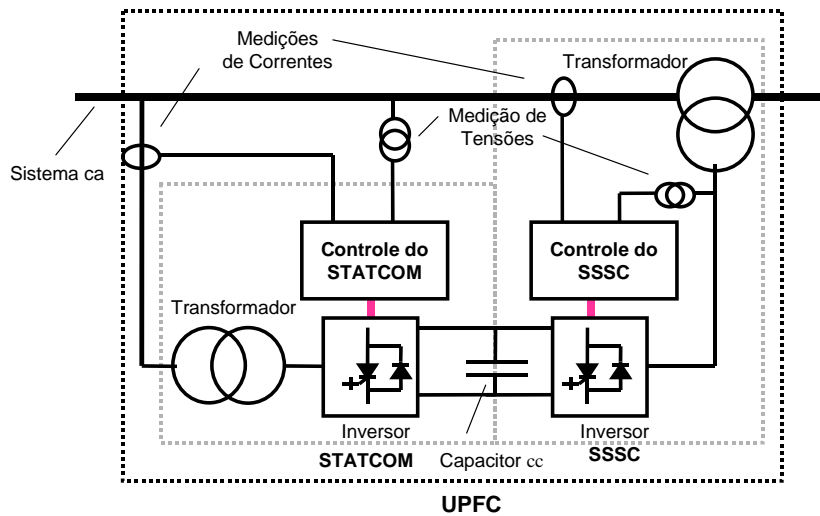 Medições
de Correntes
Transformador
Medição de
Tensões
Sistema ca
Controle do
STATCOM
Controle do
SSSC
Transformador
Inversor
STATCOM
Capacitor cc
Inversor
SSSC
UPFC